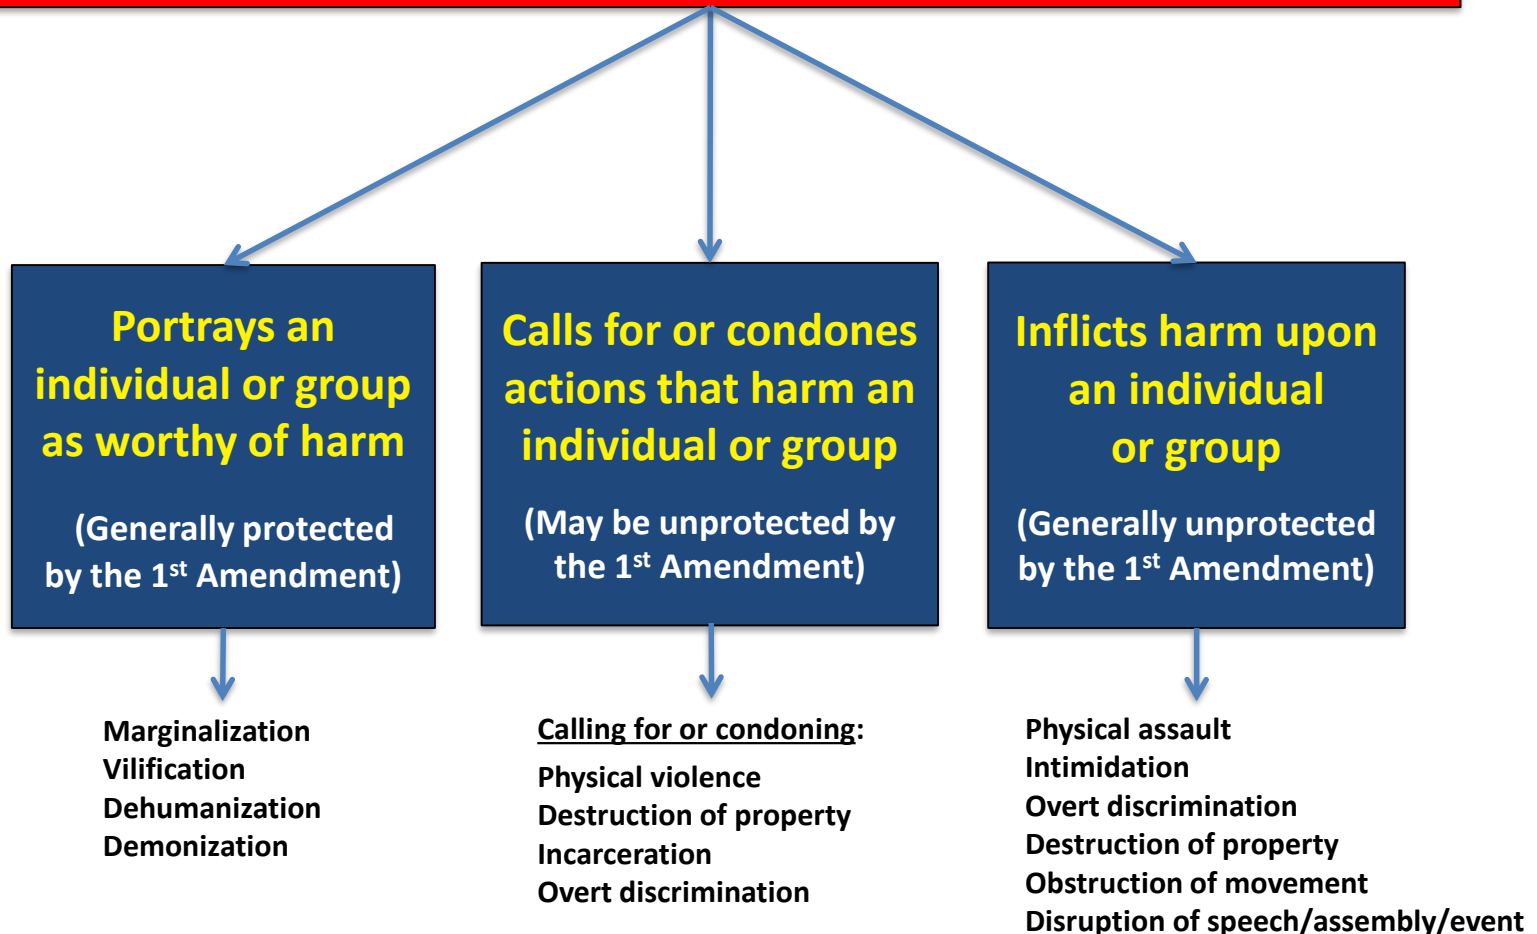 Portrays an
individual or group
as worthy of harm
(Generally protected
by the 1st Amendment)
Calls for or condones
actions that harm an
individual or group
(May be unprotected by
the 1st Amendment)
Inflicts harm upon
an individual
or group
(Generally unprotected
by the 1st Amendment)
Marginalization
Vilification
Dehumanization
Demonization
Calling for or condoning:
Physical violence
Destruction of property
Incarceration
Overt discrimination
Physical assault
Intimidation
Overt discrimination
Destruction of property
Obstruction of movement
Disruption of speech/assembly/event